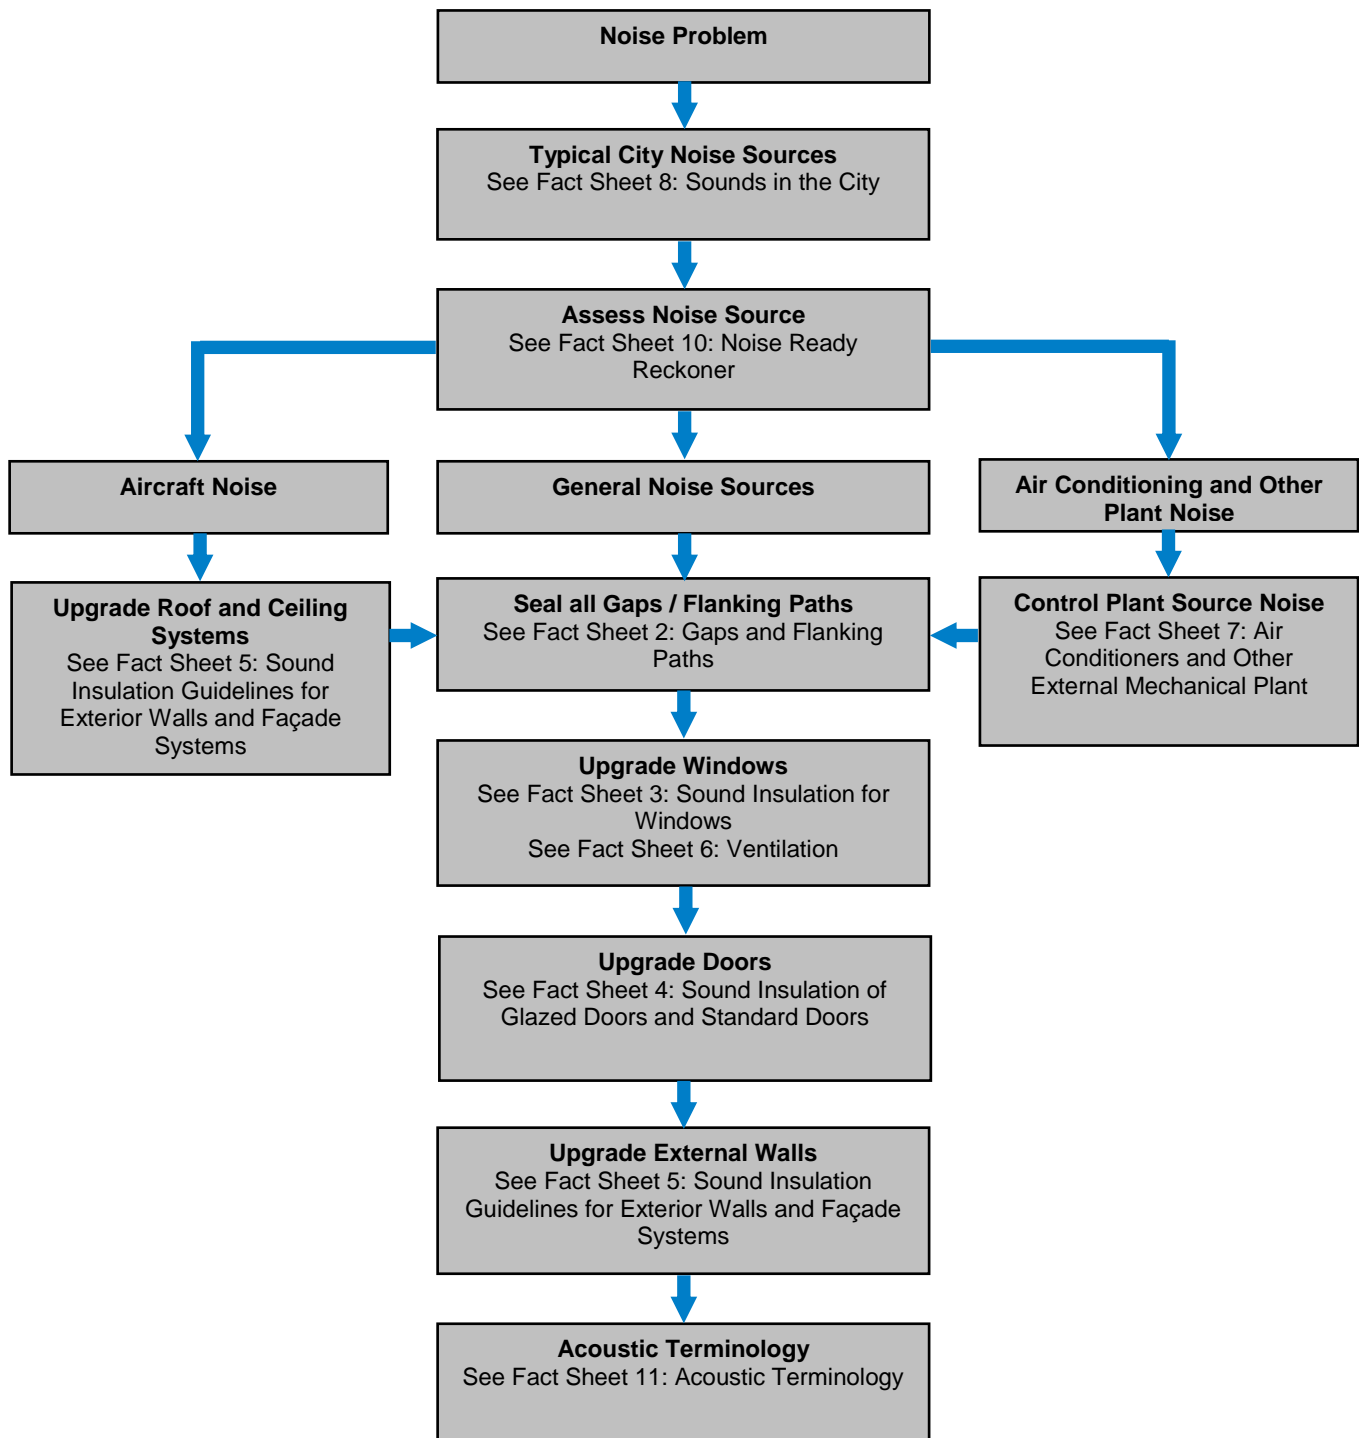 Noise Problem
Typical City Noise Sources
See Fact Sheet 8: Sounds in the City
Assess Noise Source
See Fact Sheet 10: Noise Ready
Reckoner
Aircraft Noise
General Noise Sources
Air Conditioning and Other
Plant Noise
Upgrade Roof and Ceiling
Systems
See Fact Sheet 5: Sound
Insulation Guidelines for
Exterior Walls and Façade
Systems
Seal all Gaps / Flanking Paths
See Fact Sheet 2: Gaps and Flanking
Paths
Control Plant Source Noise
See Fact Sheet 7: Air
Conditioners and Other
External Mechanical Plant
Upgrade Windows
See Fact Sheet 3: Sound Insulation for
Windows
See Fact Sheet 6: Ventilation
Upgrade Doors
See Fact Sheet 4: Sound Insulation of
Glazed Doors and Standard Doors
Upgrade External Walls
See Fact Sheet 5: Sound Insulation
Guidelines for Exterior Walls and Façade
Systems
Acoustic Terminology
See Fact Sheet 11: Acoustic Terminology